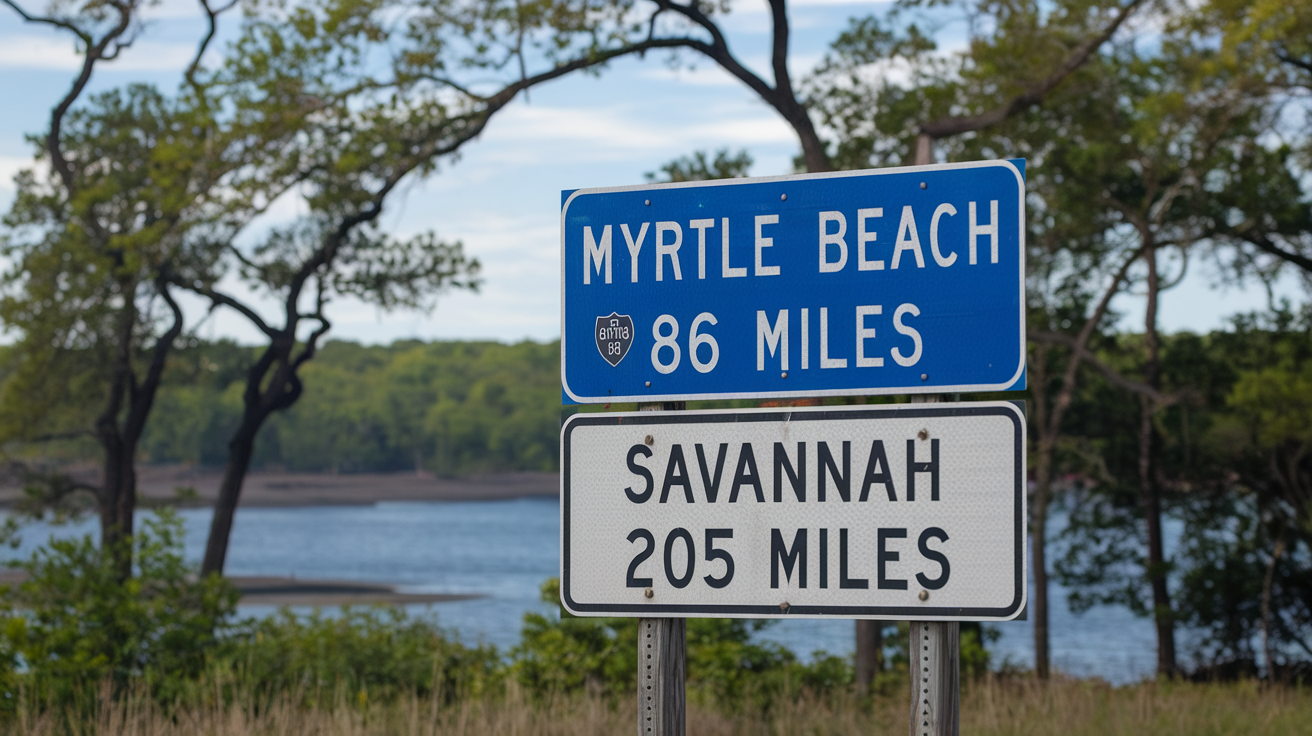 MYRTLE BEACH
86 MILES
SAVANNAH
205 MILES